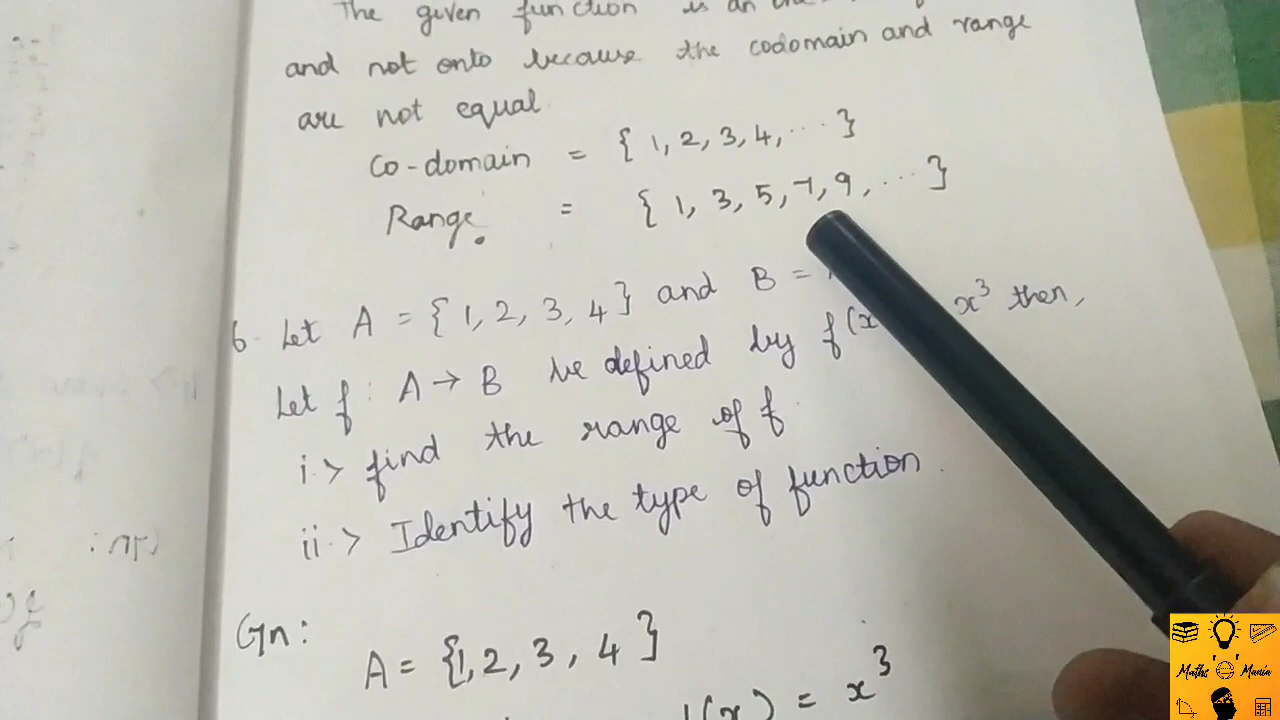 The given function is an
and not onto because the codomain and range
are not equal.
Co-domain = { 1, 2, 3, 4, ... }
Range = { 1, 3, 5, 7, 9, ... }
6. Let A = { 1, 2, 3, 4 } and B =
Let f : A → B be defined by f(x x³ then,
i.> find the range of f.
ii.> Identify the type of function.
Gn:
A = {1, 2, 3, 4 }
f(x) = x³
Maths Mania